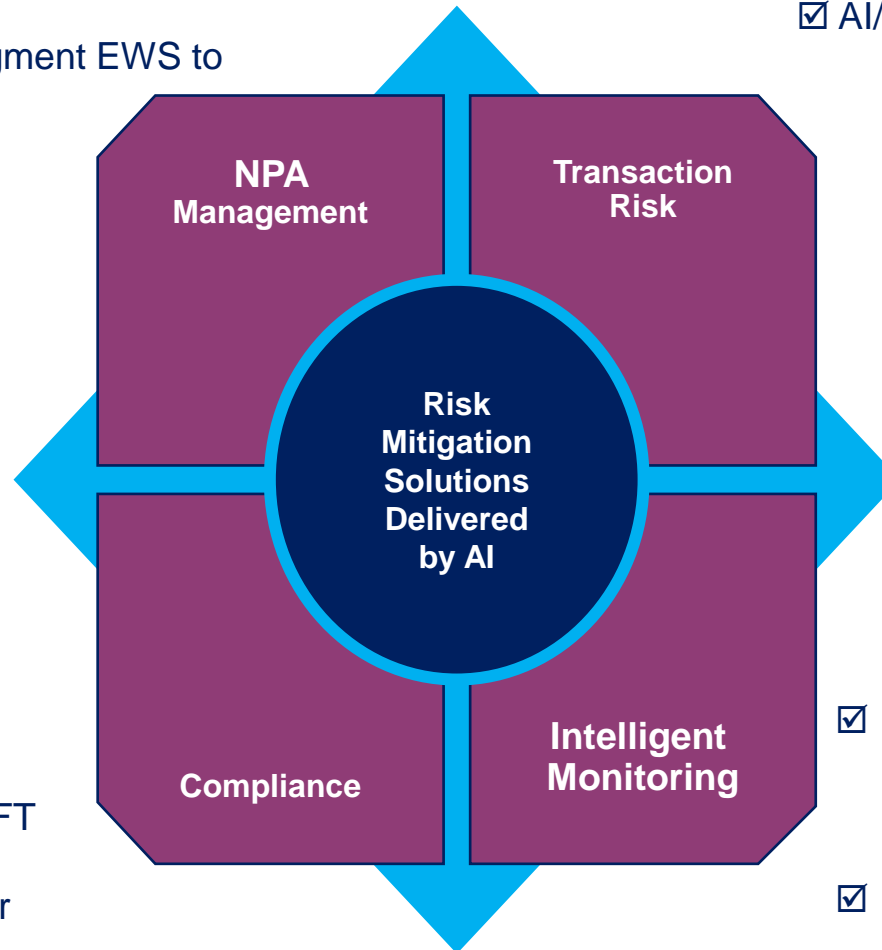 ☑ AI/
gment EWS to
NPA
Management
Transaction
Risk
Risk
Mitigation
Solutions
Delivered
by AI
☑
Intelligent
Monitoring
Compliance
FT
☑
r